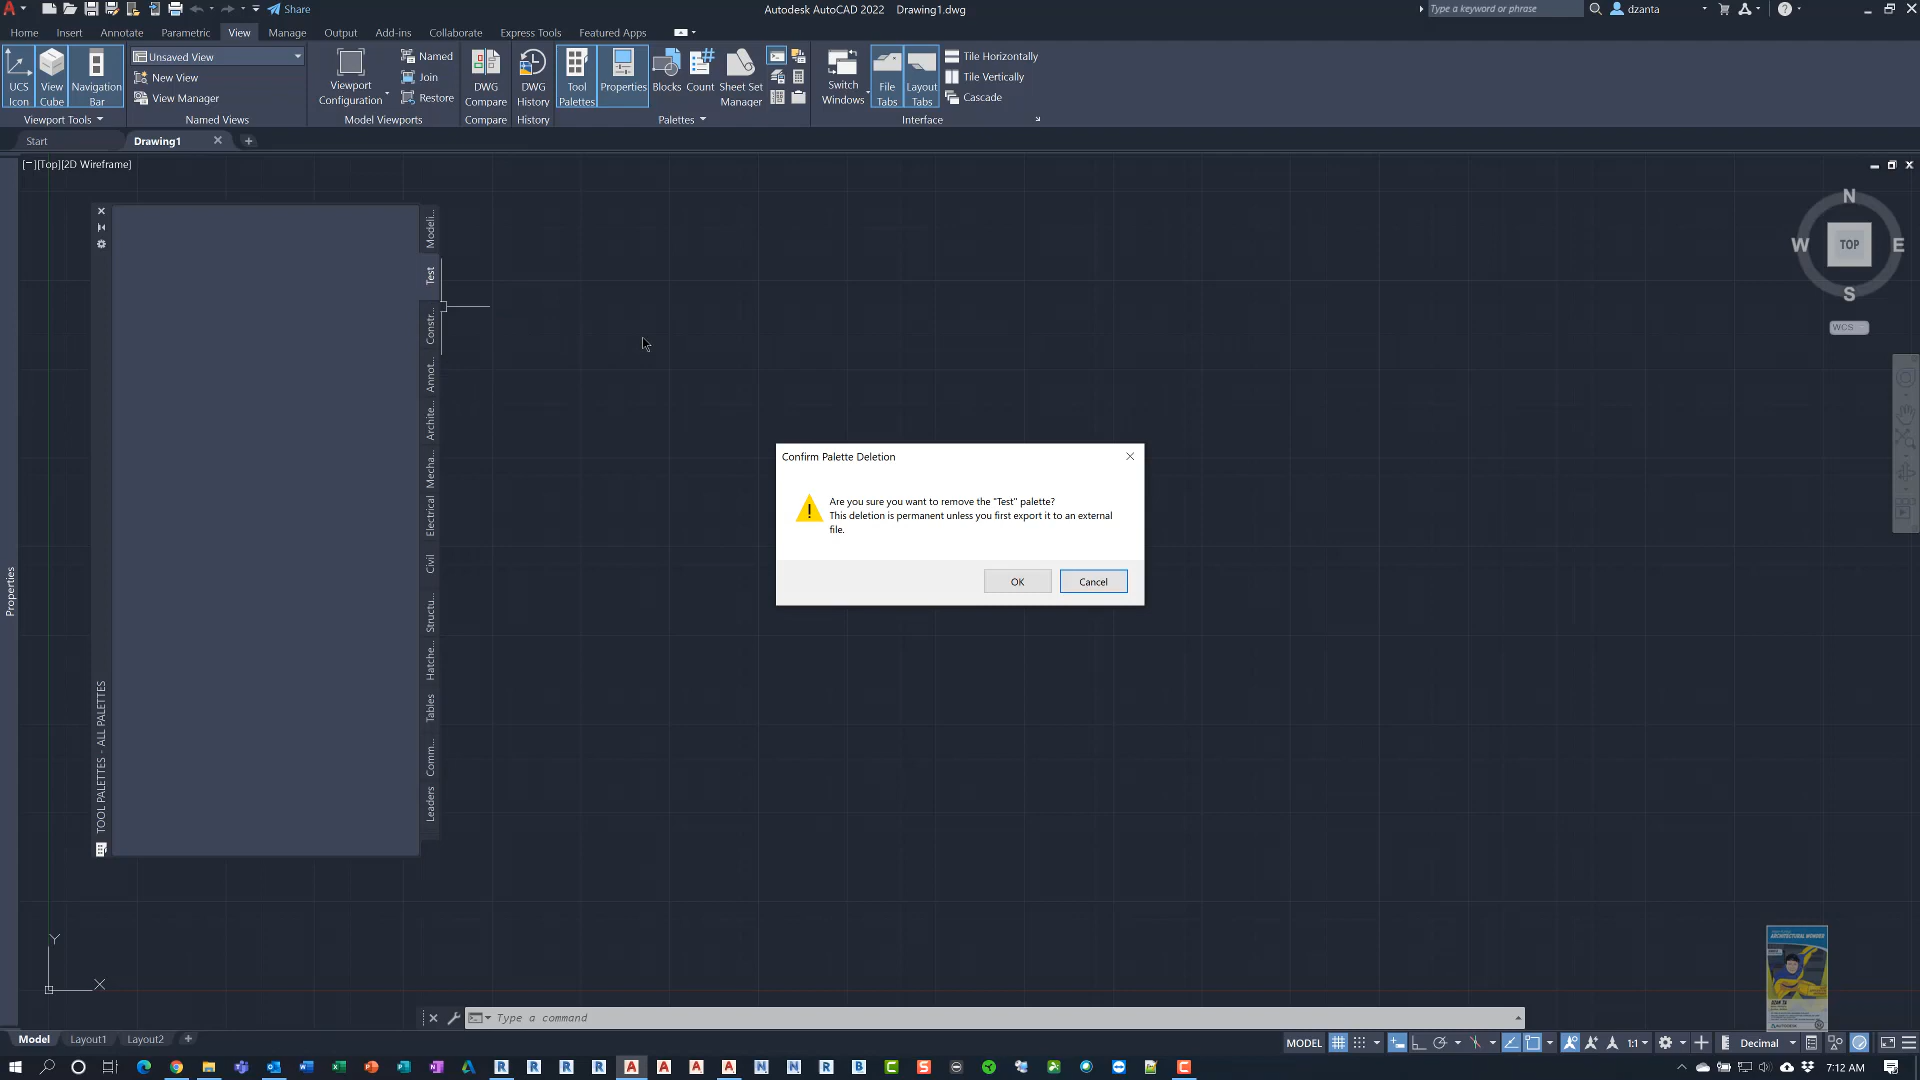 Share
Autodesk AutoCAD 2022 Drawing1.dwg
Type a keyword or phrase
dzanta
Home Insert Annotate Parametric View Manage Output Add-ins Collaborate Express Tools Featured Apps
UCS Icon
View Cube
Navigation Bar
Viewport Tools
Unsaved View
New View
View Manager
Named Views
Viewport Configuration
Named
Join
Restore
Model Viewports
DWG Compare
Compare
DWG History
History
Tool Palettes
Properties
Blocks
Count
Sheet Set Manager
Palettes
Switch Windows
File Tabs
Layout Tabs
Tile Horizontally
Tile Vertically
Cascade
Interface
Start
Drawing1
[−][Top][2D Wireframe]
N
W
TOP
E
S
WCS
Properties
TOOL PALETTES - ALL PALETTES
Modeli...
Test
Constr...
Annot...
Archite...
Mecha...
Electrical
Civil
Structu...
Hatche...
Tables
Comm...
Leaders
Confirm Palette Deletion
Are you sure you want to remove the "Test" palette?
This deletion is permanent unless you first export it to an external
file.
OK
Cancel
Y
X
ARCHITECTURAL WONDER
AUTODESK
Type a command
Model Layout1 Layout2
MODEL
1:1
Decimal
7:12 AM